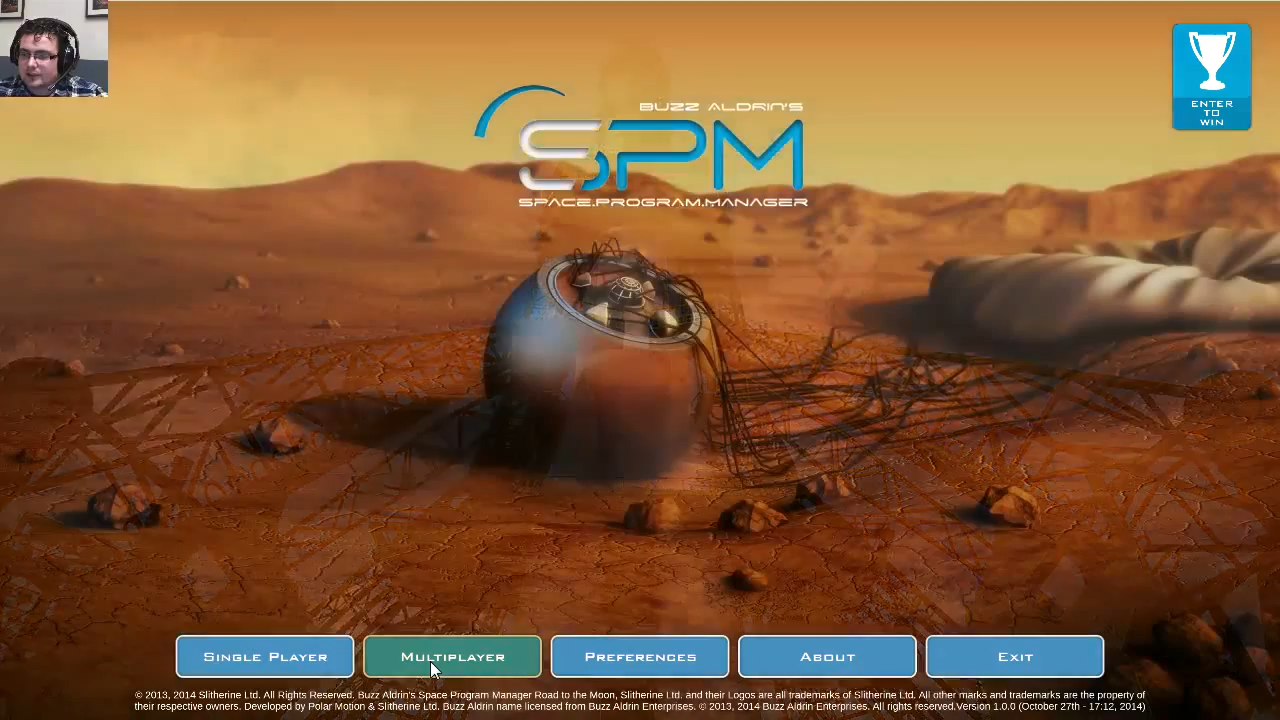 BUZZ ALDRIN'S
SPM
SPACE.PROGRAM.MANAGER
ENTER
TO
WIN
SINGLE PLAYER
MULTIPLAYER
PREFERENCES
ABOUT
EXIT
© 2013, 2014 Slitherine Ltd. All Rights Reserved. Buzz Aldrin's Space Program Manager Road to the Moon, Slitherine Ltd. and their Logos are all trademarks of Slitherine Ltd. All other marks and trademarks are the property of
their respective owners. Developed by Polar Motion & Slitherine Ltd. Buzz Aldrin name licensed from Buzz Aldrin Enterprises. © 2013, 2014 Buzz Aldrin Enterprises. All rights reserved.Version 1.0.0 (October 27th - 17:12, 2014)